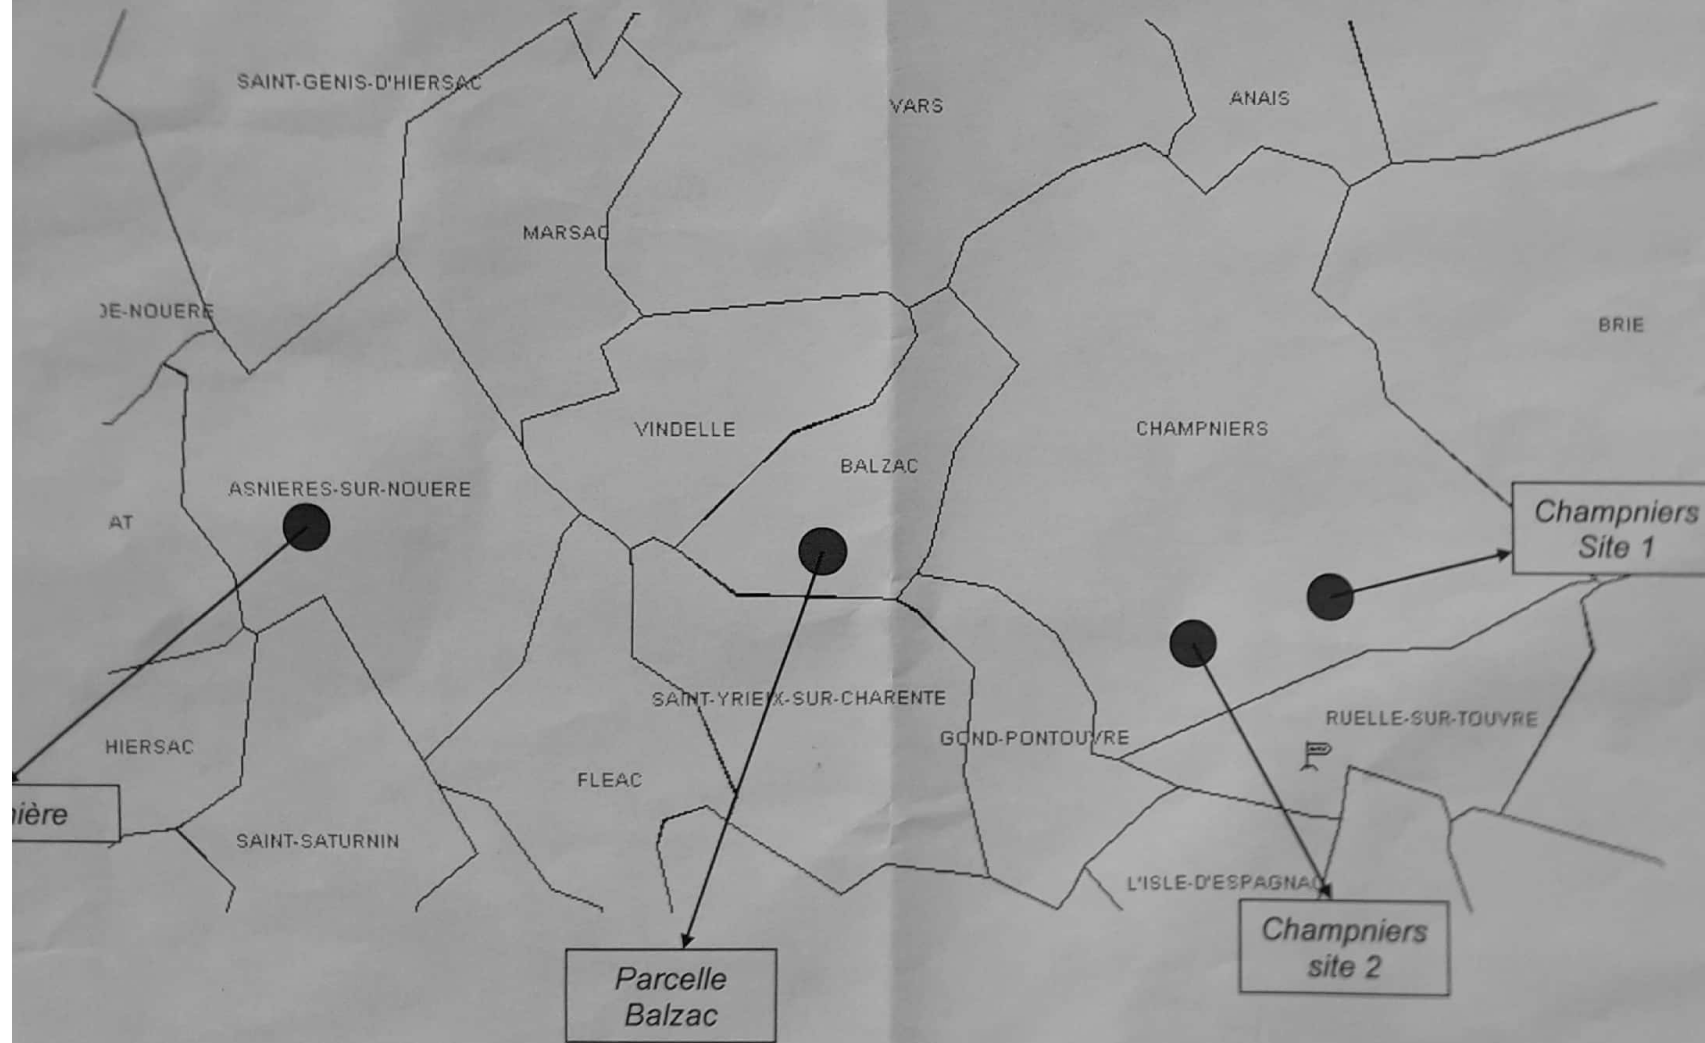 SAINT-GENIS-D'HIERSAC
VARS
ANAIS
MARSAC
DE-NOUERE
BRIE
VINDELLE
CHAMPNIERS
BALZAC
ASNIERES-SUR-NOUERE
AT
Champniers
Site 1
SAINT-YRIEIX-SUR-CHARENTE
RUELLE-SUR-TOUVRE
GOND-PONTOUVRE
HIERSAC
FLEAC
nière
SAINT-SATURNIN
L'ISLE-D'ESPAGNAC
Champniers
site 2
Parcelle
Balzac